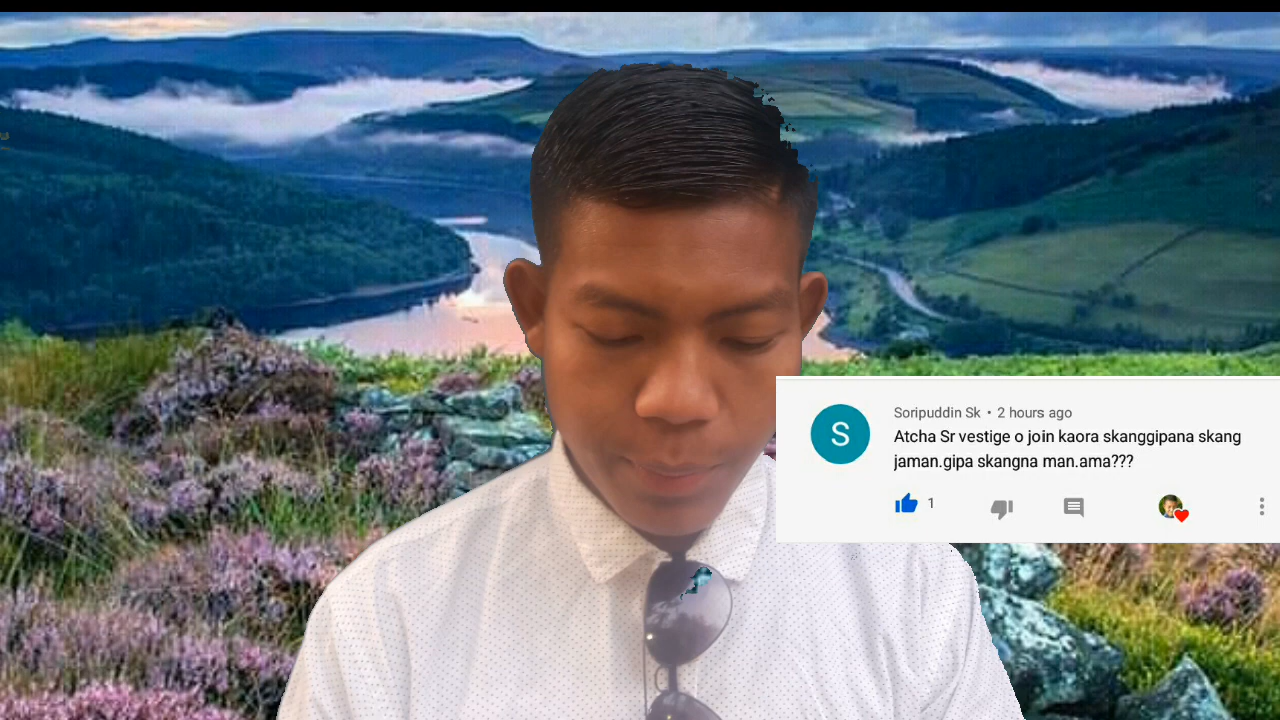 Soripuddin Sk • 2 hours ago
Atcha Sr vestige o join kaora skanggipana skang
jaman.gipa skangna man.ama???
S
1